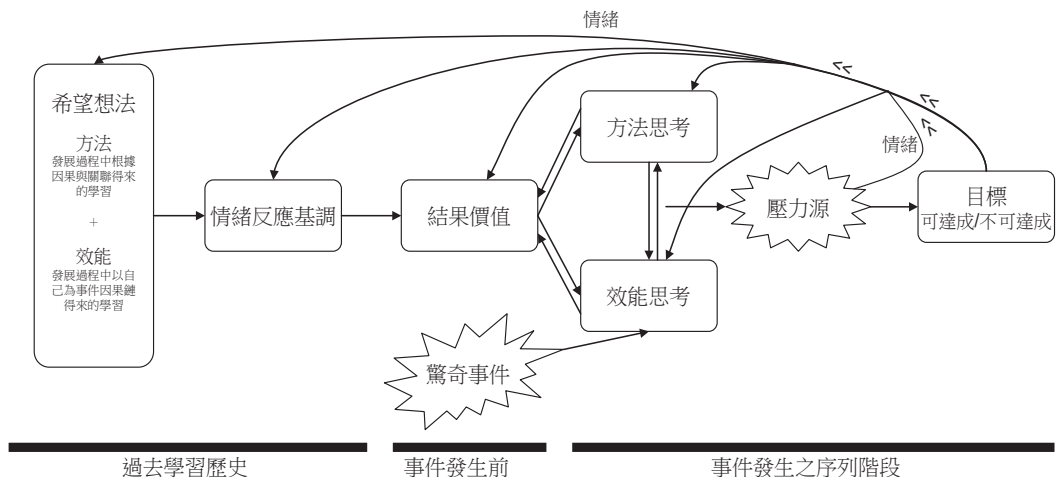 情緒
希望想法
方法
發展過程中根據
因果與關聯得來
的學習
+
效能
發展過程中以自
己為事件因果鏈
得來的學習
情緒反應基調
結果價值
方法思考
效能思考
驚奇事件
壓力源
情緒
目標
可達成/不可達成
過去學習歷史
事件發生前
事件發生之序列階段